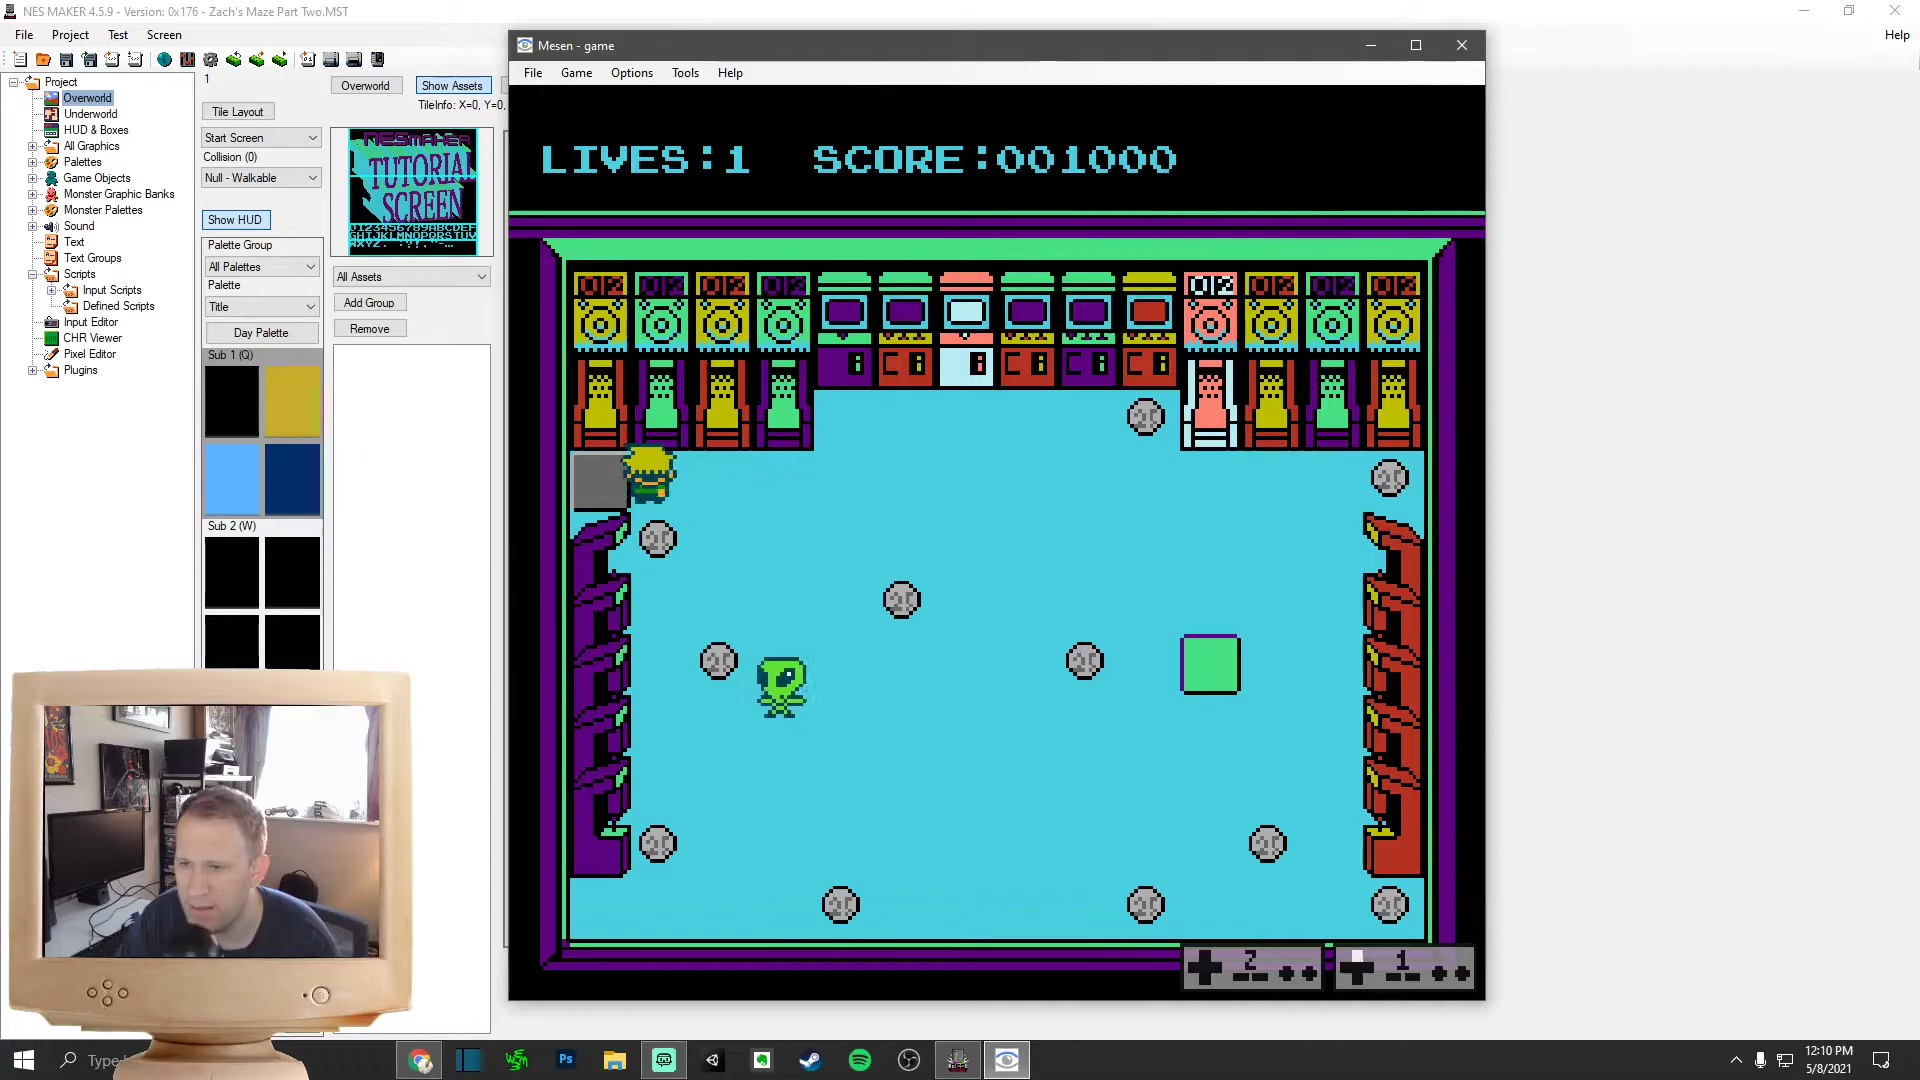 NES MAKER 4.5.9 - Version: 0x176 - Zach's Maze Part Two.MST
File Project Test Screen
Help
Project
Overworld
Underworld
HUD & Boxes
All Graphics
Palettes
Game Objects
Monster Graphic Banks
Monster Palettes
Sound
Text
Text Groups
Scripts
Input Scripts
Defined Scripts
Input Editor
CHR Viewer
Pixel Editor
Plugins
1
Tile Layout
Start Screen
Collision (0)
Null - Walkable
Show HUD
Palette Group
All Palettes
Palette
Title
Day Palette
Sub 1 (Q)
Sub 2 (W)
Overworld
Show Assets
TileInfo: X=0, Y=0,
NESMAKER
TUTORIAL
SCREEN
0123456789ABCDEF
GHIJKLMNOPQRSTUV
All Assets
Add Group
Remove
Mesen - game
File Game Options Tools Help
LIVES:1 SCORE:001000
2
1
12:10 PM
5/8/2021